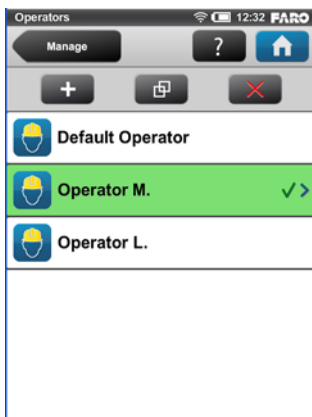 Operators 12:32 FARO
Manage ?
Default Operator
Operator M.
Operator L.